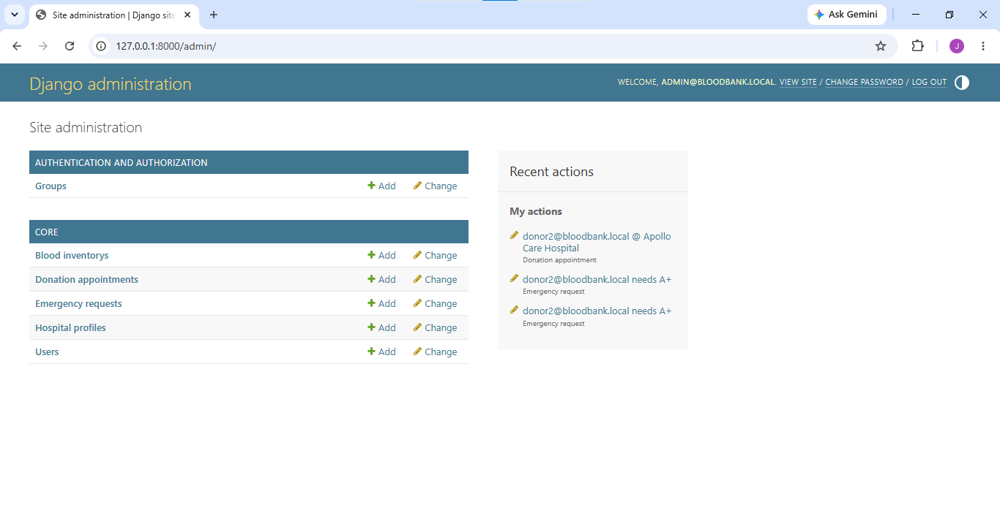 Site administration | Django site
Ask Gemini
127.0.0.1:8000/admin/
J
Django administration
WELCOME, ADMIN@BLOODBANK.LOCAL. VIEW SITE / CHANGE PASSWORD / LOG OUT
Site administration
AUTHENTICATION AND AUTHORIZATION
Groups Add Change
CORE
Blood inventorys Add Change
Donation appointments Add Change
Emergency requests Add Change
Hospital profiles Add Change
Users Add Change
Recent actions
My actions
donor2@bloodbank.local @ Apollo
Care Hospital
Donation appointment
donor2@bloodbank.local needs A+
Emergency request
donor2@bloodbank.local needs A+
Emergency request